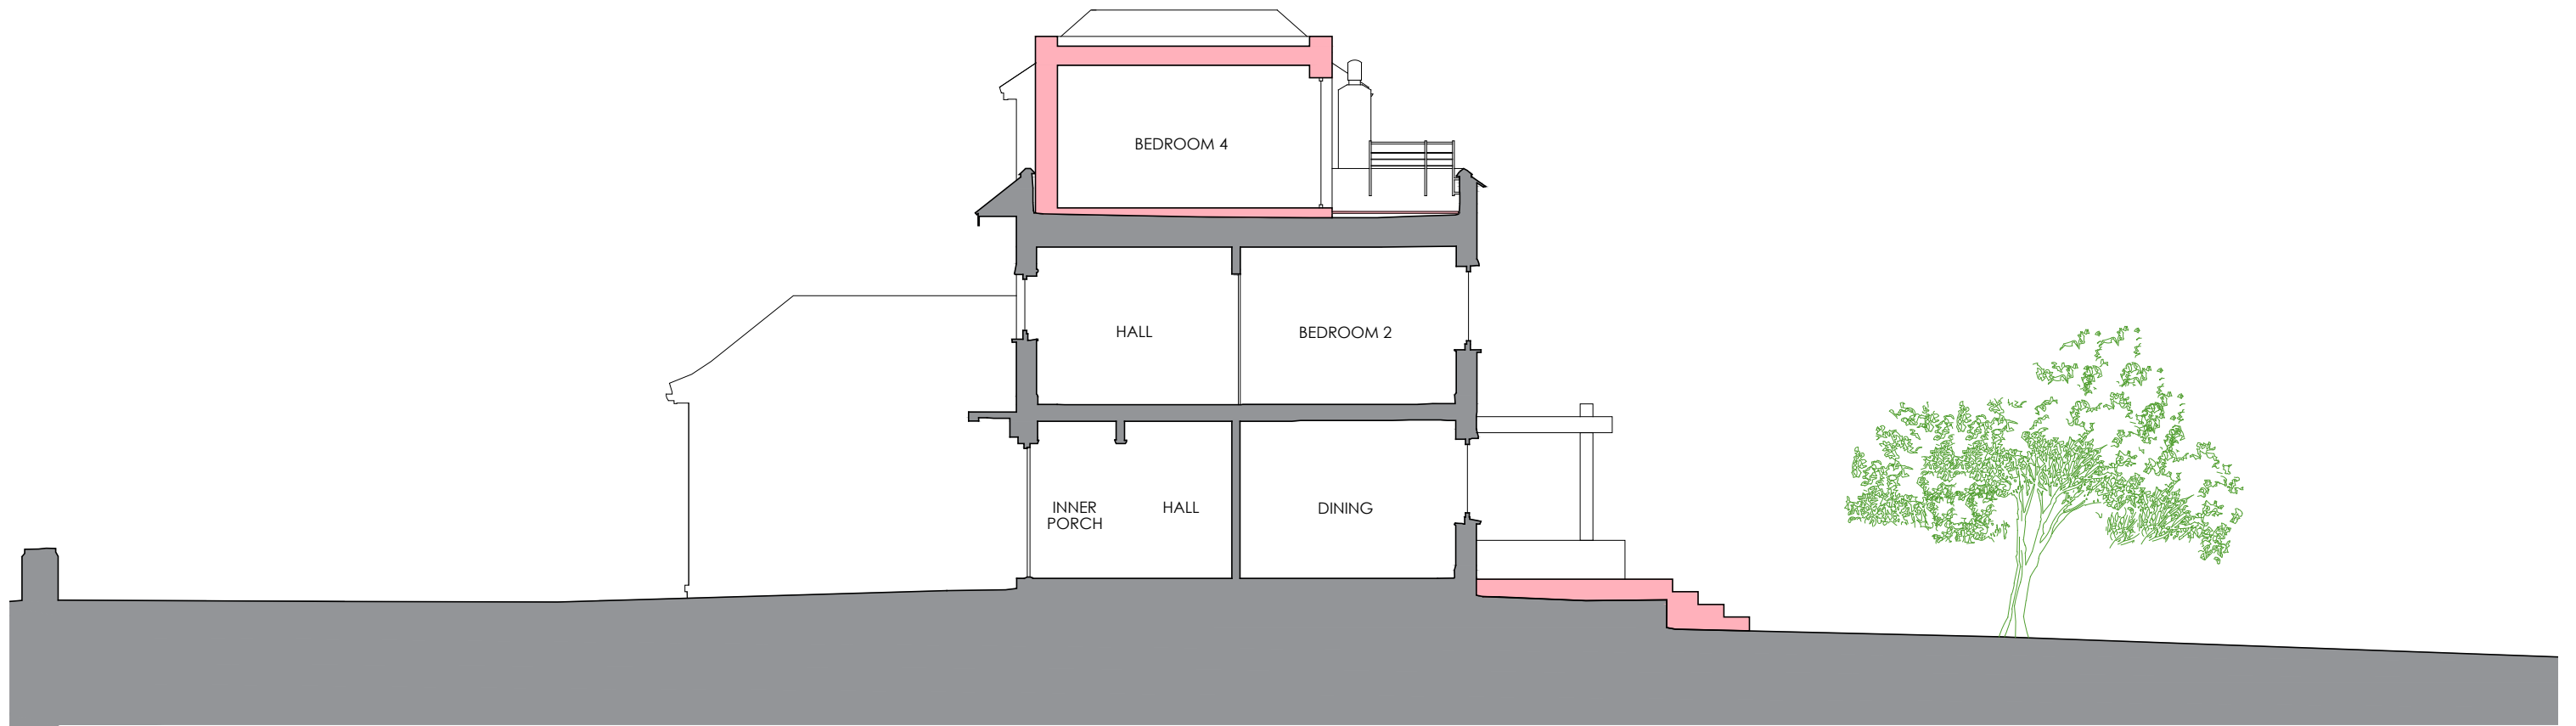 BEDROOM 4
HALL
BEDROOM 2
INNER
PORCH
HALL
DINING